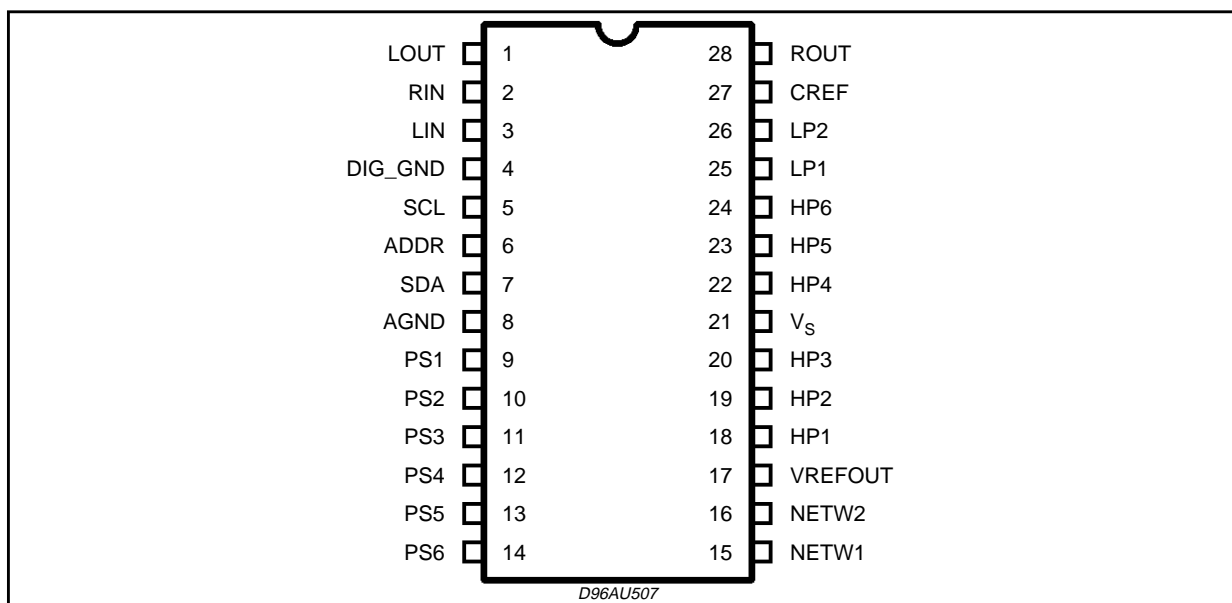 LOUT 1 28 ROUT
RIN 2 27 CREF
LIN 3 26 LP2
DIG_GND 4 25 LP1
SCL 5 24 HP6
ADDR 6 23 HP5
SDA 7 22 HP4
AGND 8 21 VS
PS1 9 20 HP3
PS2 10 19 HP2
PS3 11 18 HP1
PS4 12 17 VREFOUT
PS5 13 16 NETW2
PS6 14 15 NETW1
D96AU507